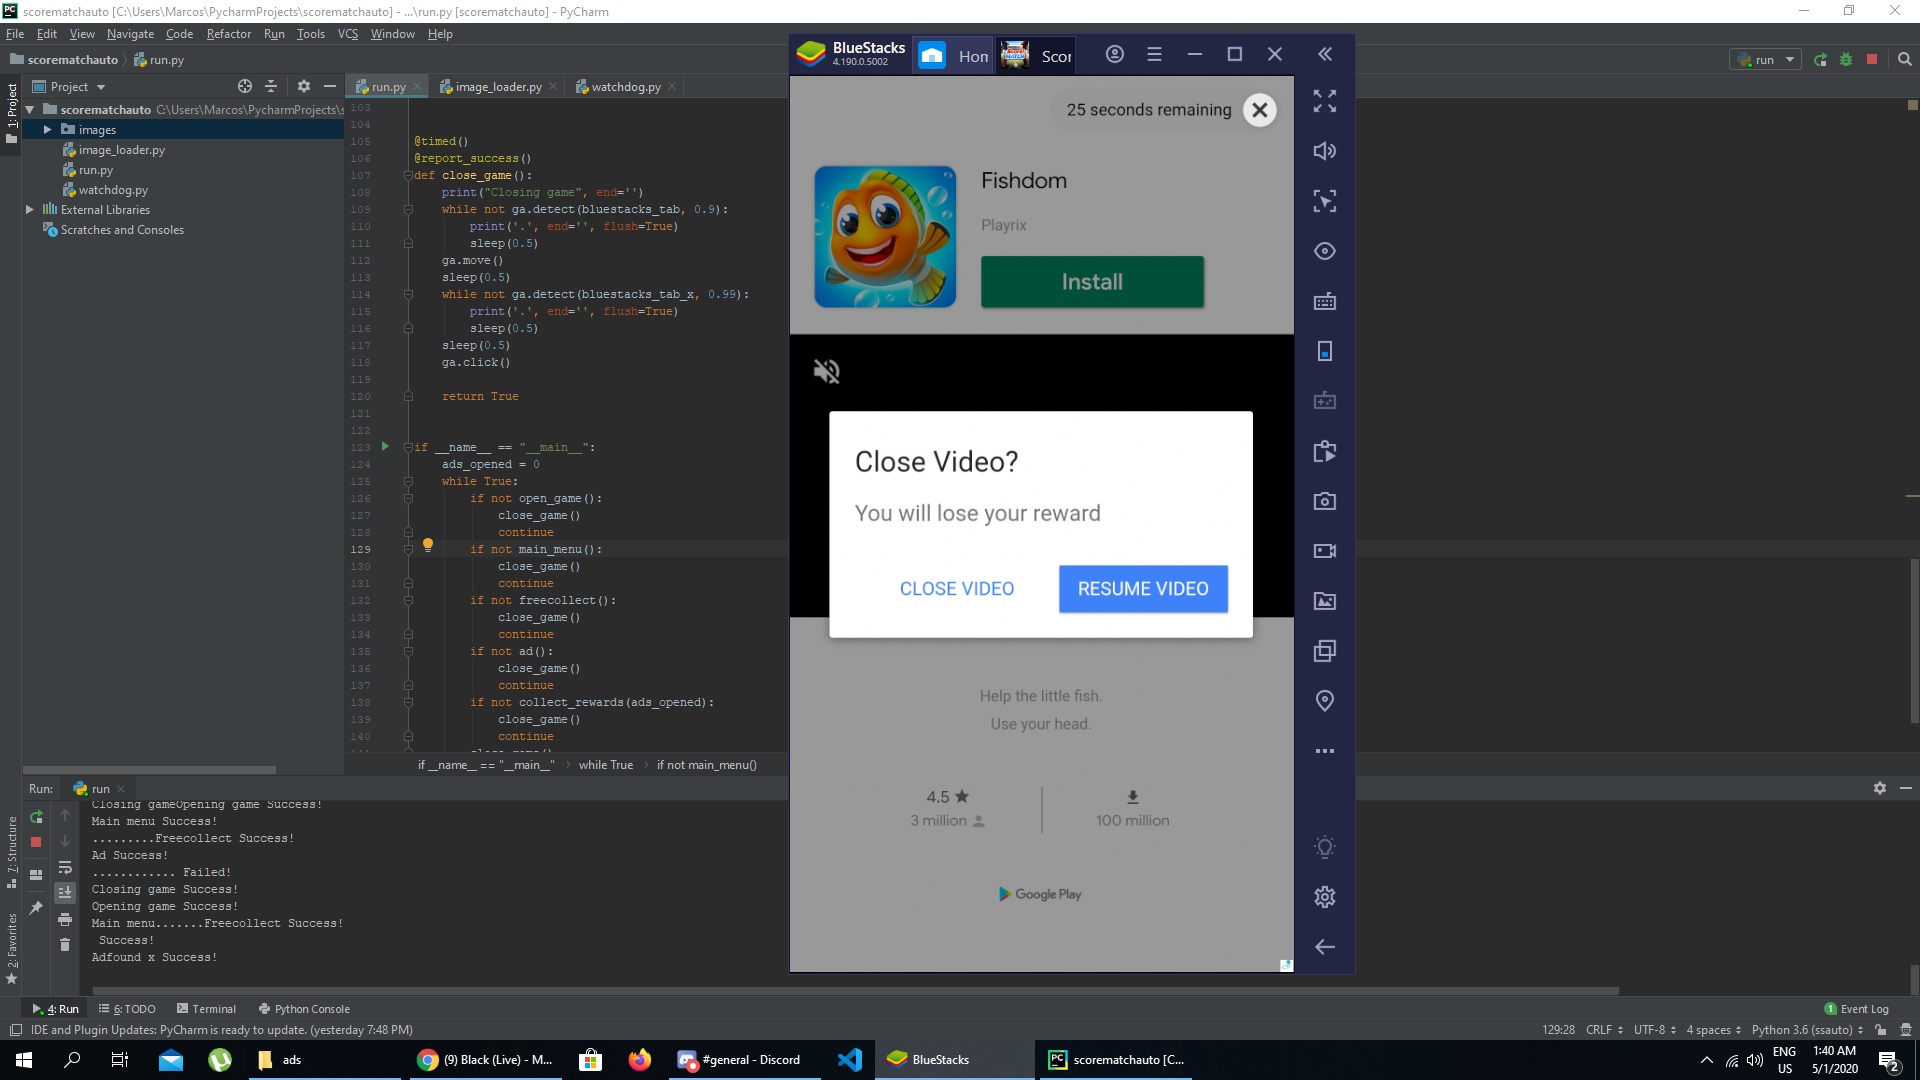 scorematchauto [C:\Users\Marcos\PycharmProjects\scorematchauto] - ...\run.py [scorematchauto] - PyCharm
File Edit View Navigate Code Refactor Run Tools VCS Window Help
scorematchauto run.py
run
Project
run.py image_loader.py watchdog.py
1: Project
scorematchauto C:\Users\Marcos\PycharmProjects\s
images
image_loader.py
run.py
watchdog.py
External Libraries
Scratches and Consoles
103
104
105 @timed()
106 @report_success()
107 def close_game():
108 print("Closing game", end='')
109 while not ga.detect(bluestacks_tab, 0.9):
110 print('.', end='', flush=True)
111 sleep(0.5)
112 ga.move()
113 sleep(0.5)
114 while not ga.detect(bluestacks_tab_x, 0.99):
115 print('.', end='', flush=True)
116 sleep(0.5)
117 sleep(0.5)
118 ga.click()
119
120 return True
121
122
123 if __name__ == "__main__":
124 ads_opened = 0
125 while True:
126 if not open_game():
127 close_game()
128 continue
129 if not main_menu():
130 close_game()
131 continue
132 if not freecollect():
133 close_game()
134 continue
135 if not ad():
136 close_game()
137 continue
138 if not collect_rewards(ads_opened):
139 close_game()
140 continue
if __name__ == "__main__" › while True › if not main_menu()
BlueStacks
4.190.0.5002
Hon
Scor
25 seconds remaining
Fishdom
Playrix
Install
Close Video?
You will lose your reward
CLOSE VIDEO RESUME VIDEO
Help the little fish.
Use your head.
4.5 ★
3 million
100 million
Google Play
Run: run
Closing gameOpening game Success!
Main menu Success!
.........Freecollect Success!
Ad Success!
............ Failed!
Closing game Success!
Opening game Success!
Main menu.......Freecollect Success!
Success!
Adfound x Success!
7: Structure
2: Favorites
4: Run 6: TODO Terminal Python Console
1 Event Log
IDE and Plugin Updates: PyCharm is ready to update. (yesterday 7:48 PM)
129:28 CRLF UTF-8 4 spaces Python 3.6 (ssauto)
ads
(9) Black (Live) - M...
#general - Discord
BlueStacks
scorematchauto [C...
ENG
US
1:40 AM
5/1/2020
2